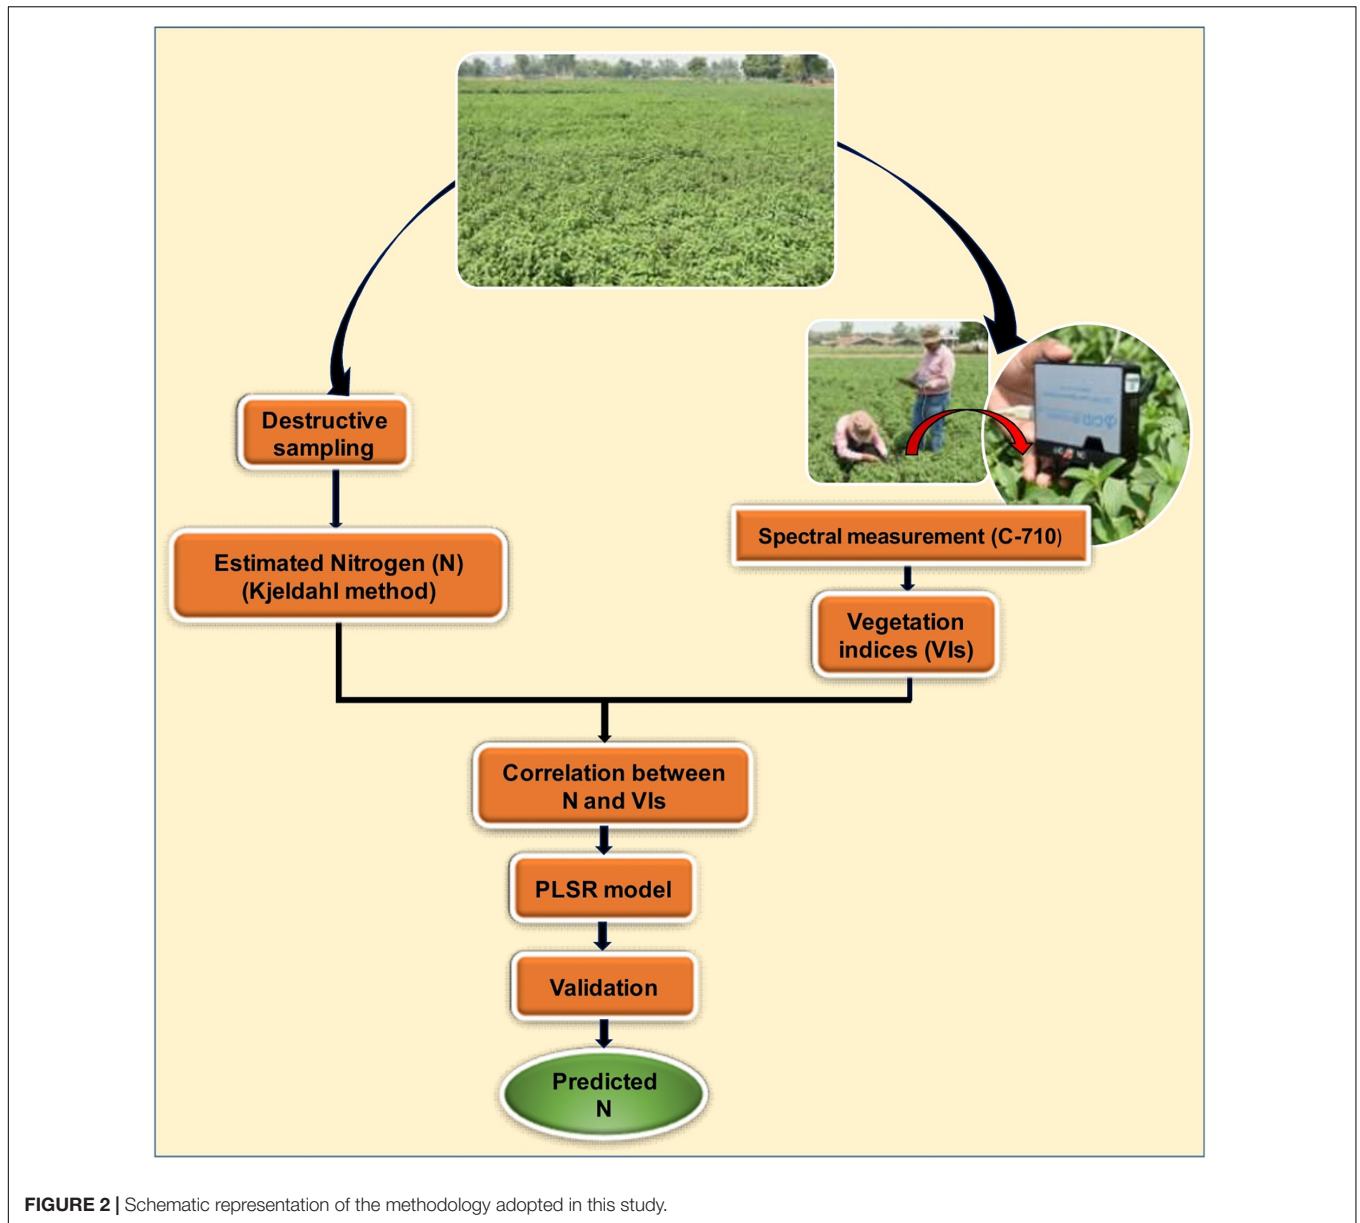 Destructive
sampling
Estimated Nitrogen (N)
(Kjeldahl method)
Spectral measurement (C-710)
Vegetation
indices (VIs)
Correlation between
N and VIs
PLSR model
Validation
Predicted
N
FIGURE 2 | Schematic representation of the methodology adopted in this study.